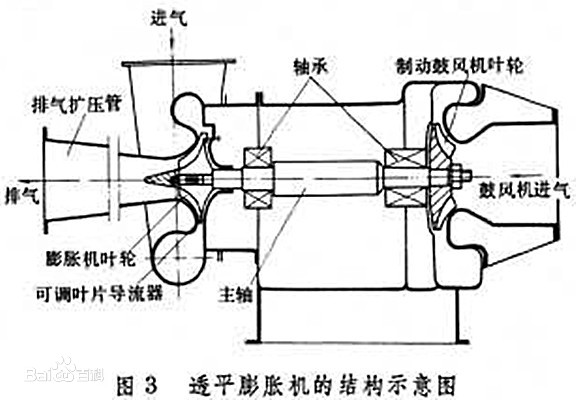 进气
轴承
制动鼓风机叶轮
排气扩压管
排气
鼓风机进气
膨胀机叶轮
可调叶片导流器
主轴
Bai百科
图 3 透平膨胀机的结构示意图